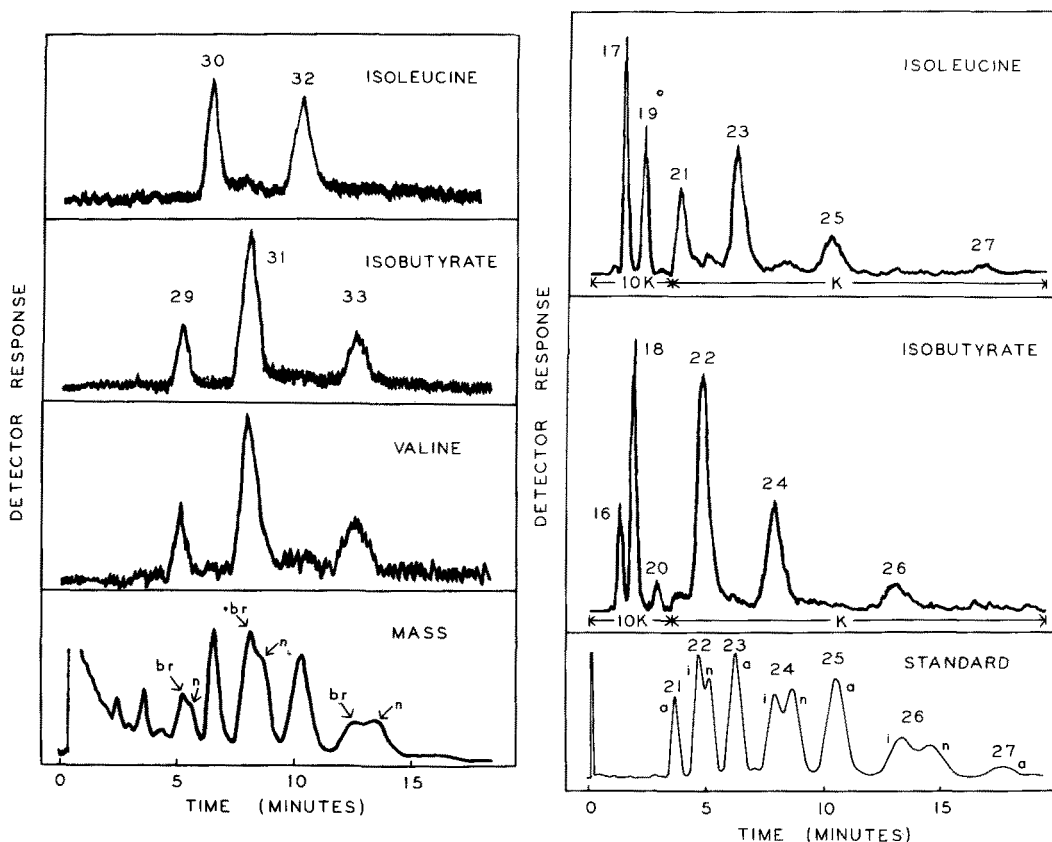 30
32
ISOLEUCINE
ISOBUTYRATE
31
29
33
VALINE
MASS
br
n
br
n
br
n
0
5
10
15
TIME (MINUTES)
DETECTOR RESPONSE
17
ISOLEUCINE
19
23
21
25
27
10K
K
18
ISOBUTYRATE
22
24
16
20
26
10K
K
STANDARD
21
a
22
i
n
23
a
24
i
n
25
a
26
i
n
27
a
0
5
10
15
TIME (MINUTES)
DETECTOR RESPONSE